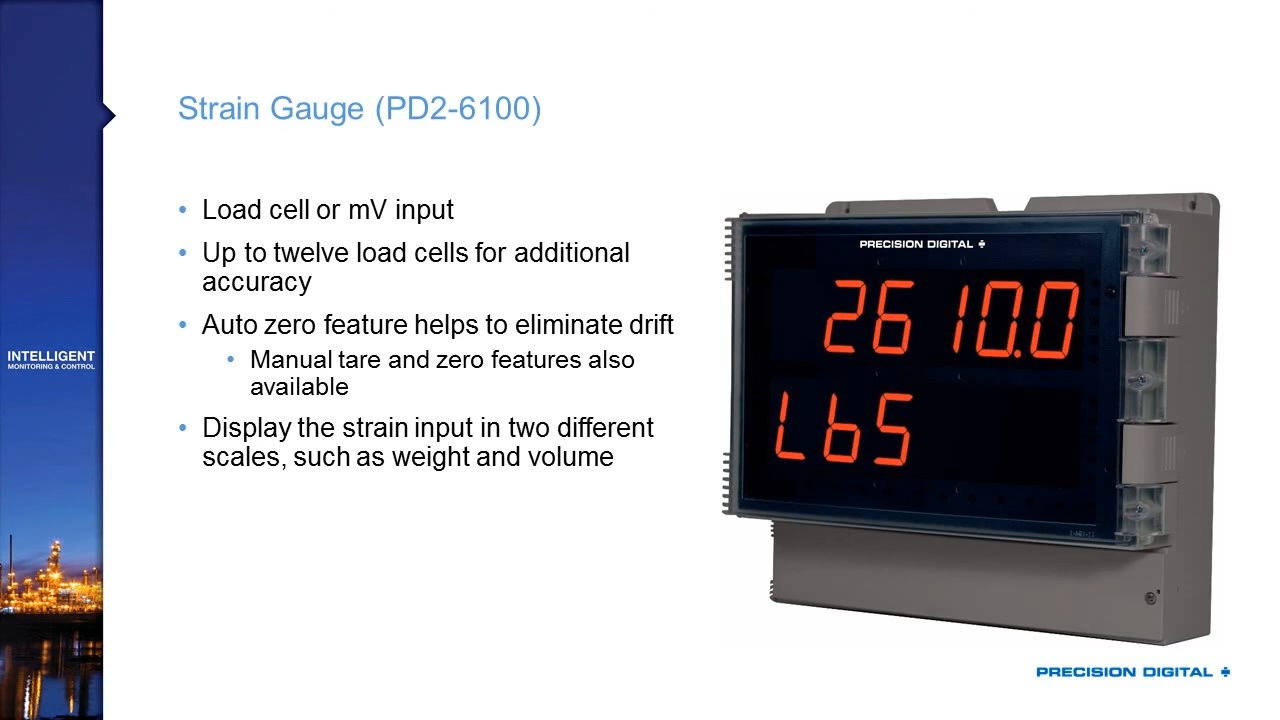 Strain Gauge (PD2-6100)
• Load cell or mV input
• Up to twelve load cells for additional
accuracy
• Auto zero feature helps to eliminate drift
• Manual tare and zero features also
available
• Display the strain input in two different
scales, such as weight and volume
INTELLIGENT
MONITORING & CONTROL
PRECISION DIGITAL
2610.0
Lb5
PRECISION DIGITAL